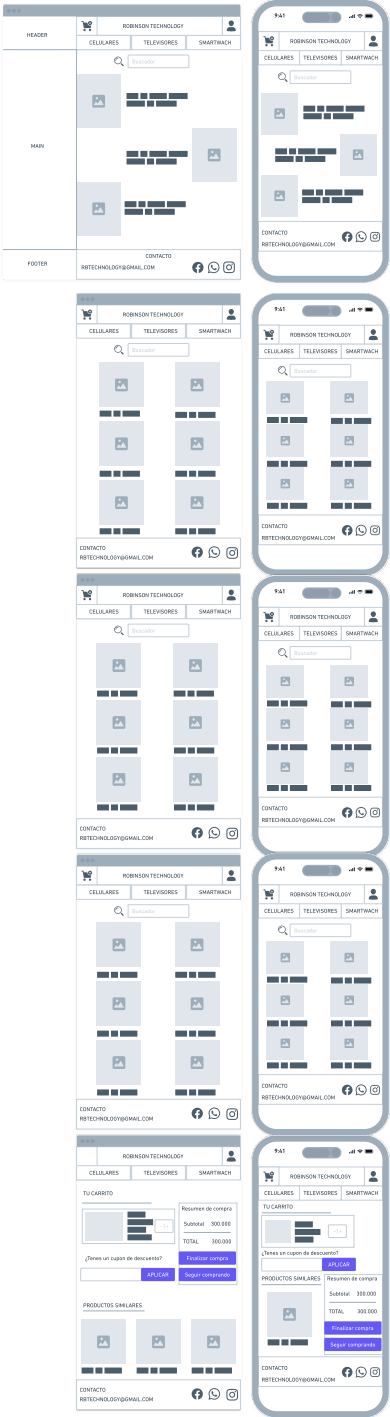 HEADER
ROBINSON TECHNOLOGY
CELULARES TELEVISORES SMARTWACH
Buscador
MAIN
FOOTER
CONTACTO
RBTECHNOLOGY@GMAIL.COM
9:41
ROBINSON TECHNOLOGY
CELULARES TELEVISORES SMARTWACH
Buscador
CONTACTO
RBTECHNOLOGY@GMAIL.COM
ROBINSON TECHNOLOGY
CELULARES TELEVISORES SMARTWACH
Buscador
CONTACTO
RBTECHNOLOGY@GMAIL.COM
9:41
ROBINSON TECHNOLOGY
CELULARES TELEVISORES SMARTWACH
Buscador
CONTACTO
RBTECHNOLOGY@GMAIL.COM
ROBINSON TECHNOLOGY
CELULARES TELEVISORES SMARTWACH
Buscador
CONTACTO
RBTECHNOLOGY@GMAIL.COM
9:41
ROBINSON TECHNOLOGY
CELULARES TELEVISORES SMARTWACH
Buscador
CONTACTO
RBTECHNOLOGY@GMAIL.COM
ROBINSON TECHNOLOGY
CELULARES TELEVISORES SMARTWACH
Buscador
CONTACTO
RBTECHNOLOGY@GMAIL.COM
9:41
ROBINSON TECHNOLOGY
CELULARES TELEVISORES SMARTWACH
Buscador
CONTACTO
RBTECHNOLOGY@GMAIL.COM
ROBINSON TECHNOLOGY
CELULARES TELEVISORES SMARTWACH
TU CARRITO
¿Tenes un cupon de descuento?
APLICAR
Resumen de compra
Subtotal 300.000
TOTAL 300.000
Finalizar compra
Seguir comprando
PRODUCTOS SIMILARES
CONTACTO
RBTECHNOLOGY@GMAIL.COM
9:41
ROBINSON TECHNOLOGY
CELULARES TELEVISORES SMARTWACH
TU CARRITO
¿Tenes un cupon de descuento?
APLICAR
PRODUCTOS SIMILARES
Resumen de compra
Subtotal 300.000
TOTAL 300.000
Finalizar compra
Seguir comprando
CONTACTO
RBTECHNOLOGY@GMAIL.COM